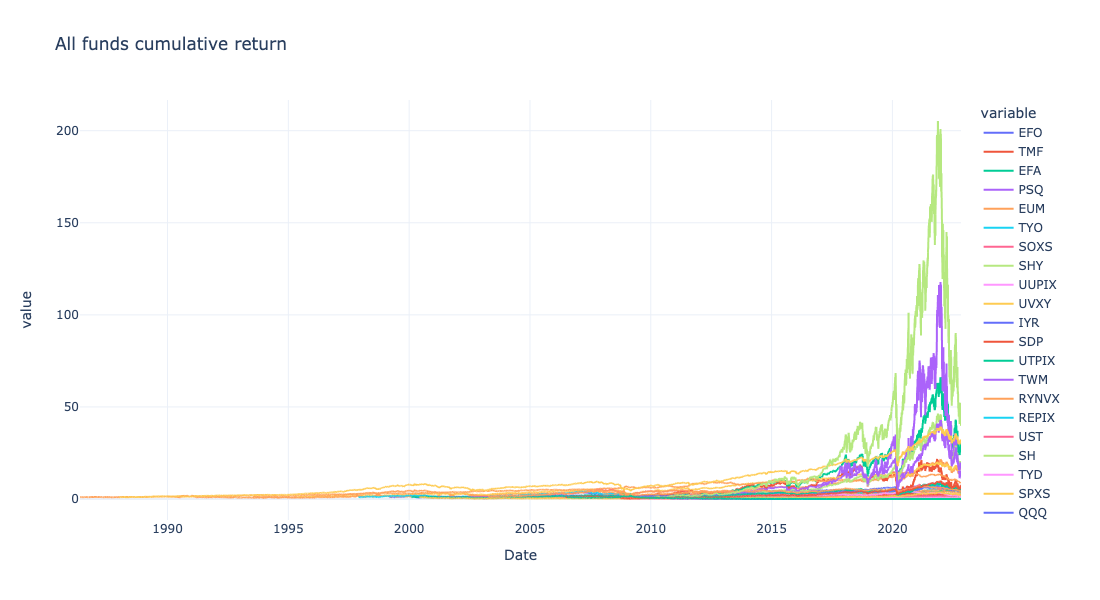 All funds cumulative return
value
200
150
100
50
0
1990 1995 2000 2005 2010 2015 2020
Date
variable
EFO
TMF
EFA
PSQ
EUM
TYO
SOXS
SHY
UUPIX
UVXY
IYR
SDP
UTPIX
TWM
RYNVX
REPIX
UST
SH
TYD
SPXS
QQQ